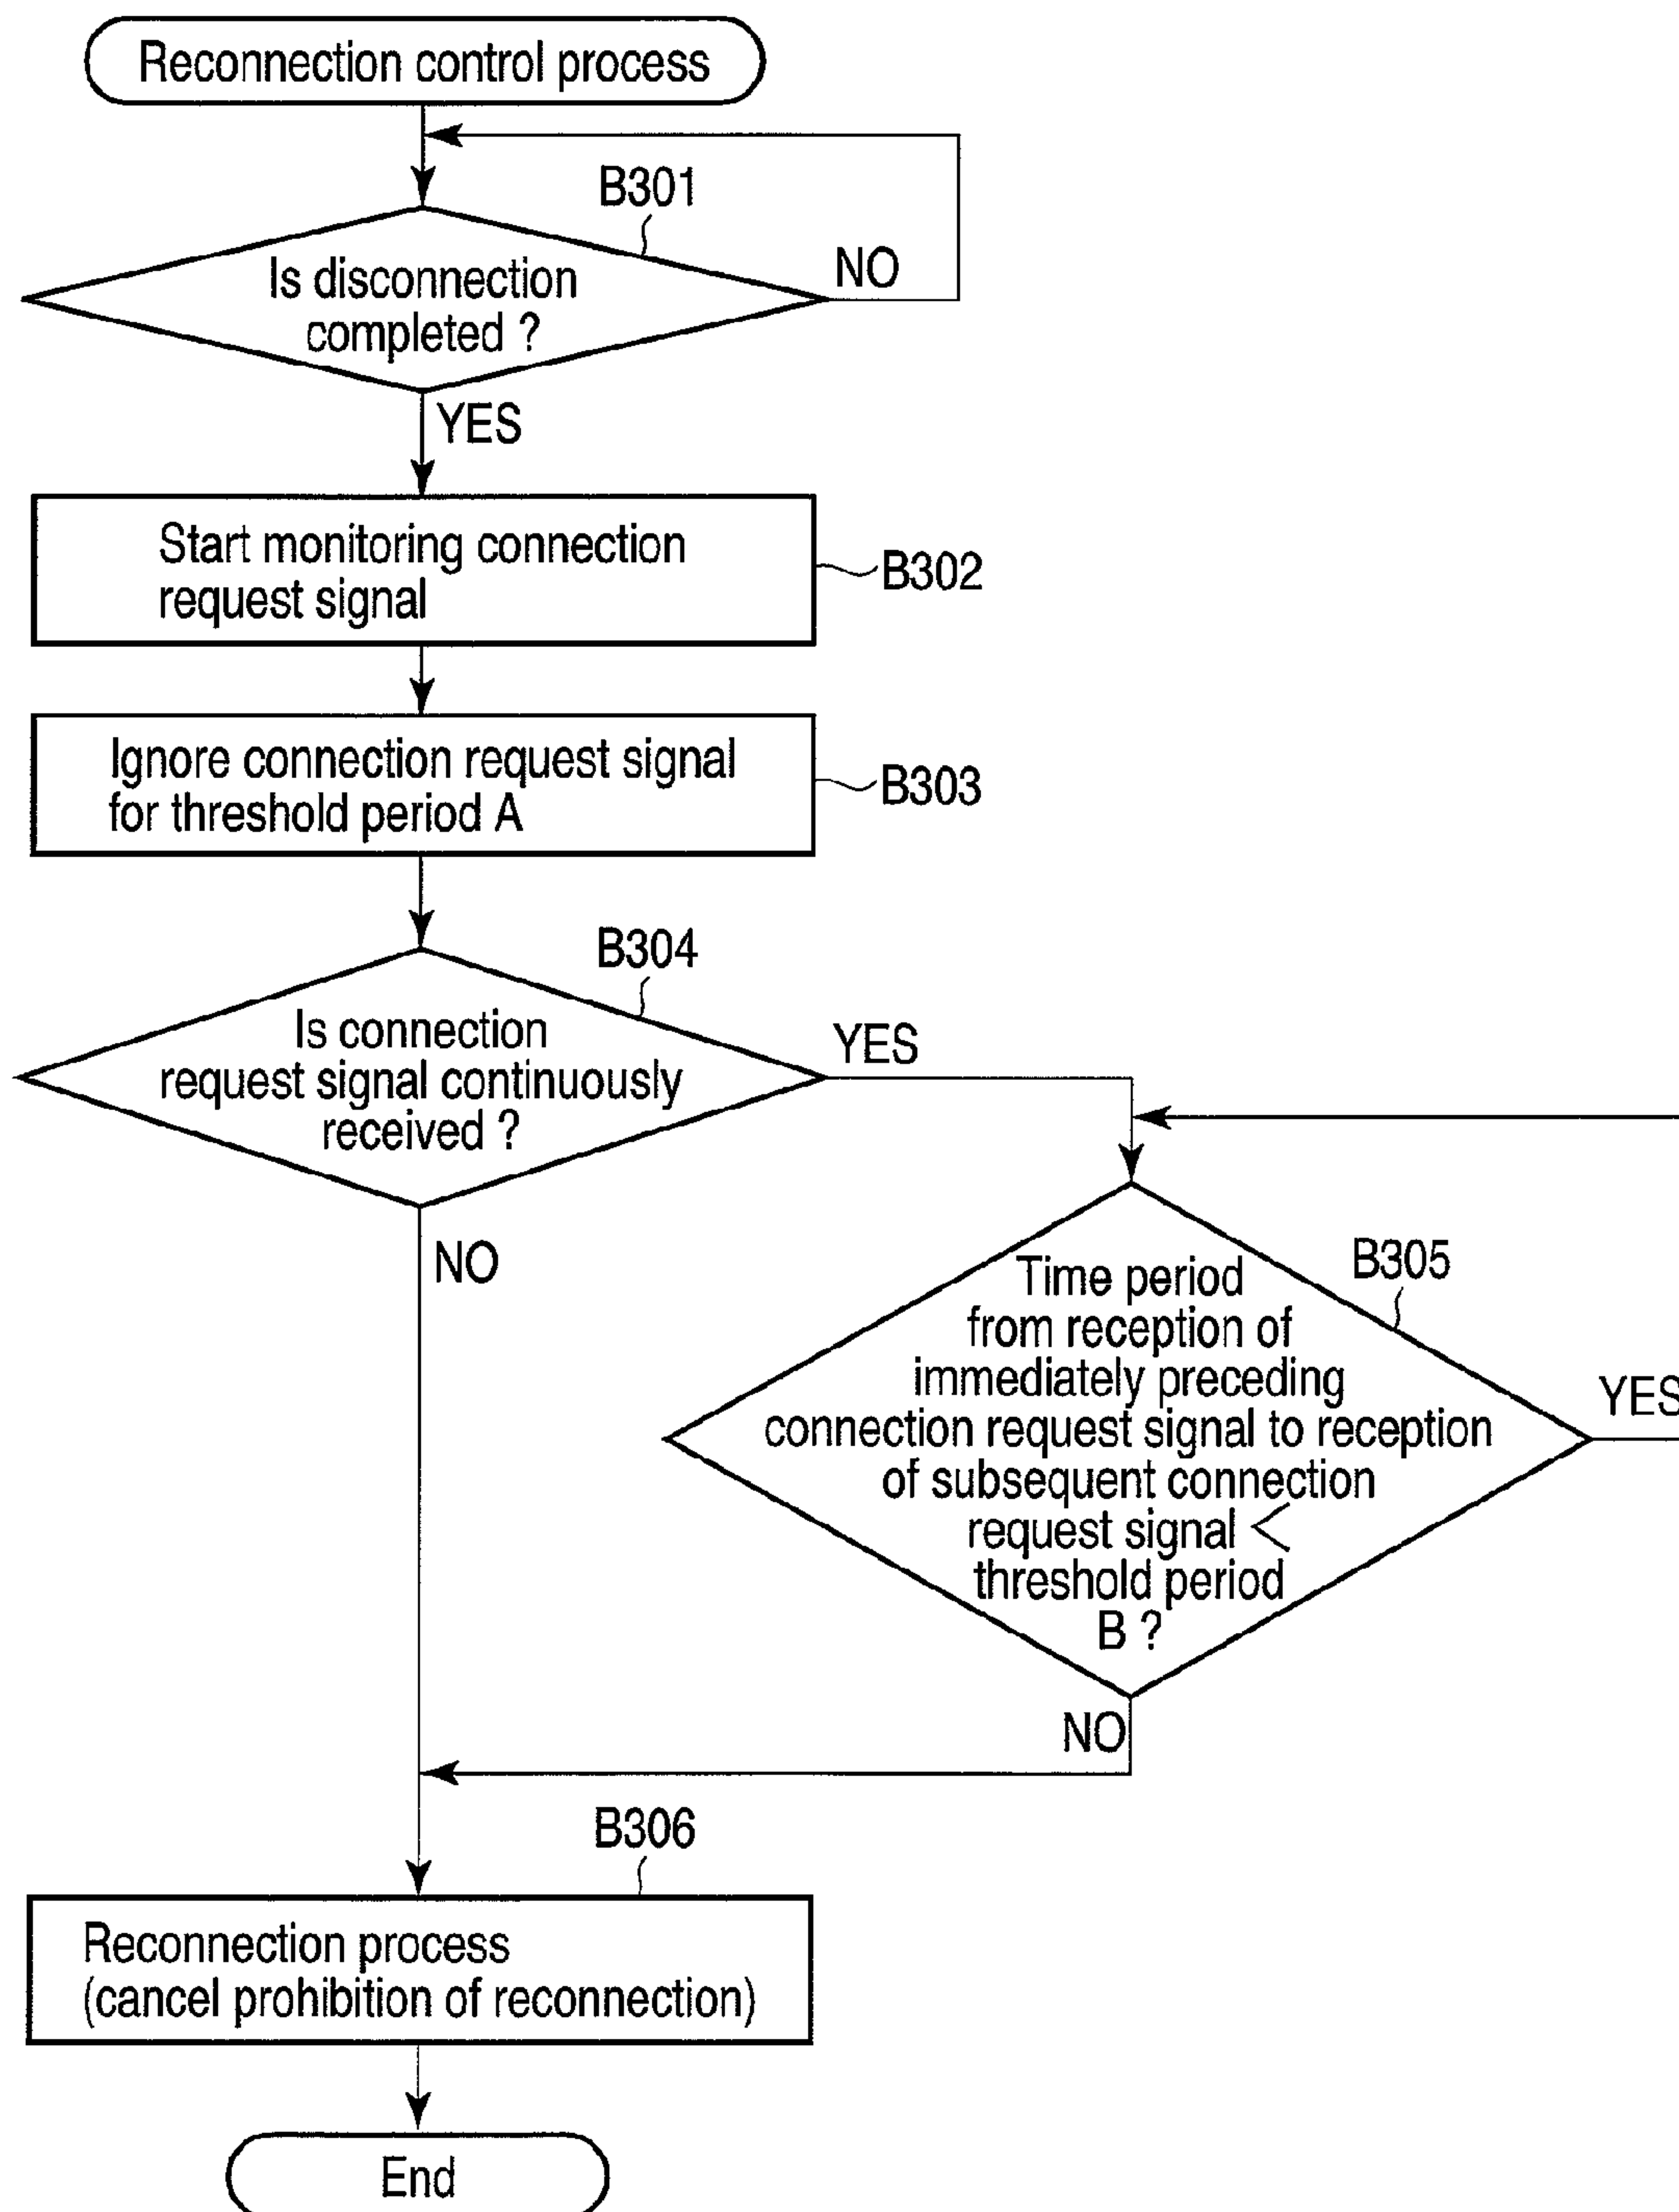 Reconnection control process
B301
Is disconnection
completed ?
NO
YES
Start monitoring connection
request signal
B302
Ignore connection request signal
for threshold period A
B303
B304
Is connection
request signal continuously
received ?
YES
NO
B305
Time period
from reception of
immediately preceding
connection request signal to reception
of subsequent connection
request signal <
threshold period
B ?
YES
NO
B306
Reconnection process
(cancel prohibition of reconnection)
End